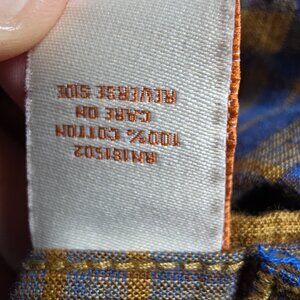 RN181502
100% COTTON
CARE ON
REVERSE SIDE